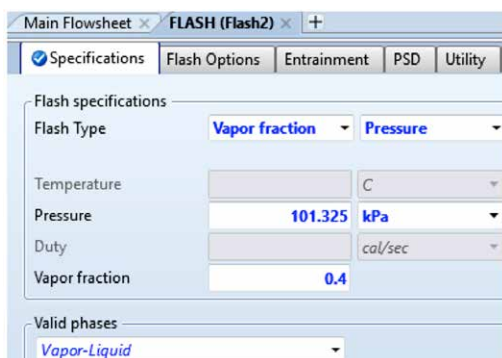 Main Flowsheet × FLASH (Flash2) × +
Specifications Flash Options Entrainment PSD Utility
Flash specifications
Flash Type Vapor fraction Pressure
Temperature C
Pressure 101.325 kPa
Duty cal/sec
Vapor fraction 0.4
Valid phases
Vapor-Liquid